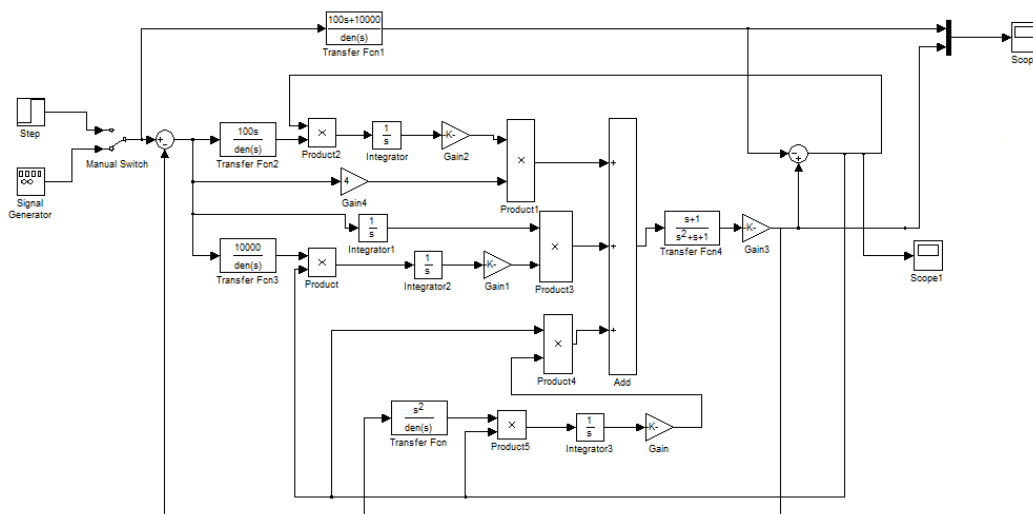 100s+10000
den(s)
Transfer Fcn1
Scop
Step
Manual Switch
+
-
100s
den(s)
Transfer Fcn2
×
Product2
1
s
Integrator
-K-
Gain2
×
Product1
+
-
+
Signal
Generator
4
Gain4
1
s
Integrator1
10000
den(s)
Transfer Fcn3
×
Product
1
s
Integrator2
-K-
Gain1
×
Product3
+
+
+
Add
s+1
s²+s+1
Transfer Fcn4
-K-
Gain3
Scope1
×
Product4
s²
den(s)
Transfer Fcn
×
Product5
1
s
Integrator3
-K-
Gain